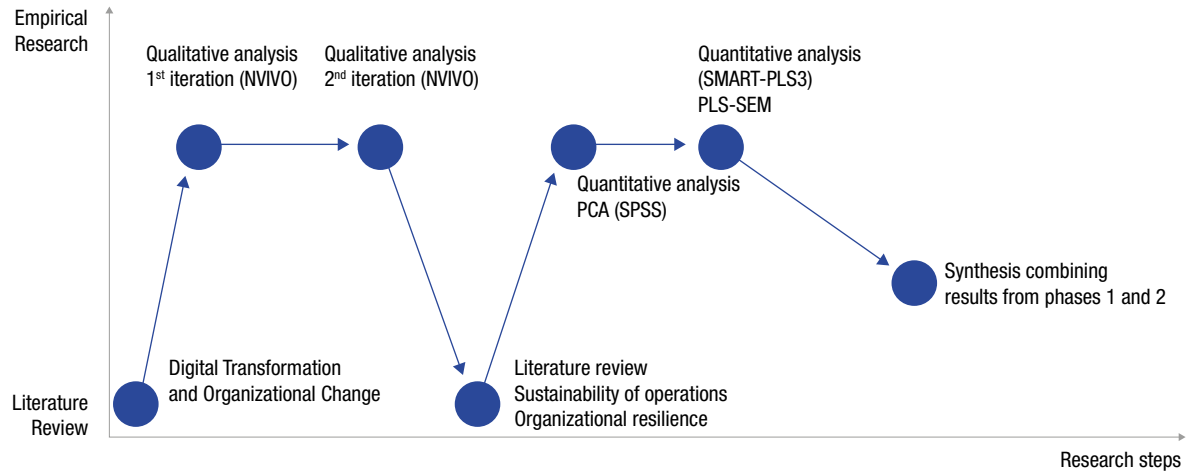 Empirical
Research
Qualitative analysis
1st iteration (NVIVO)
Qualitative analysis
2nd iteration (NVIVO)
Quantitative analysis
(SMART-PLS3)
PLS-SEM
Quantitative analysis
PCA (SPSS)
Synthesis combining
results from phases 1 and 2
Digital Transformation
and Organizational Change
Literature review
Sustainability of operations
Organizational resilience
Literature
Review
Research steps